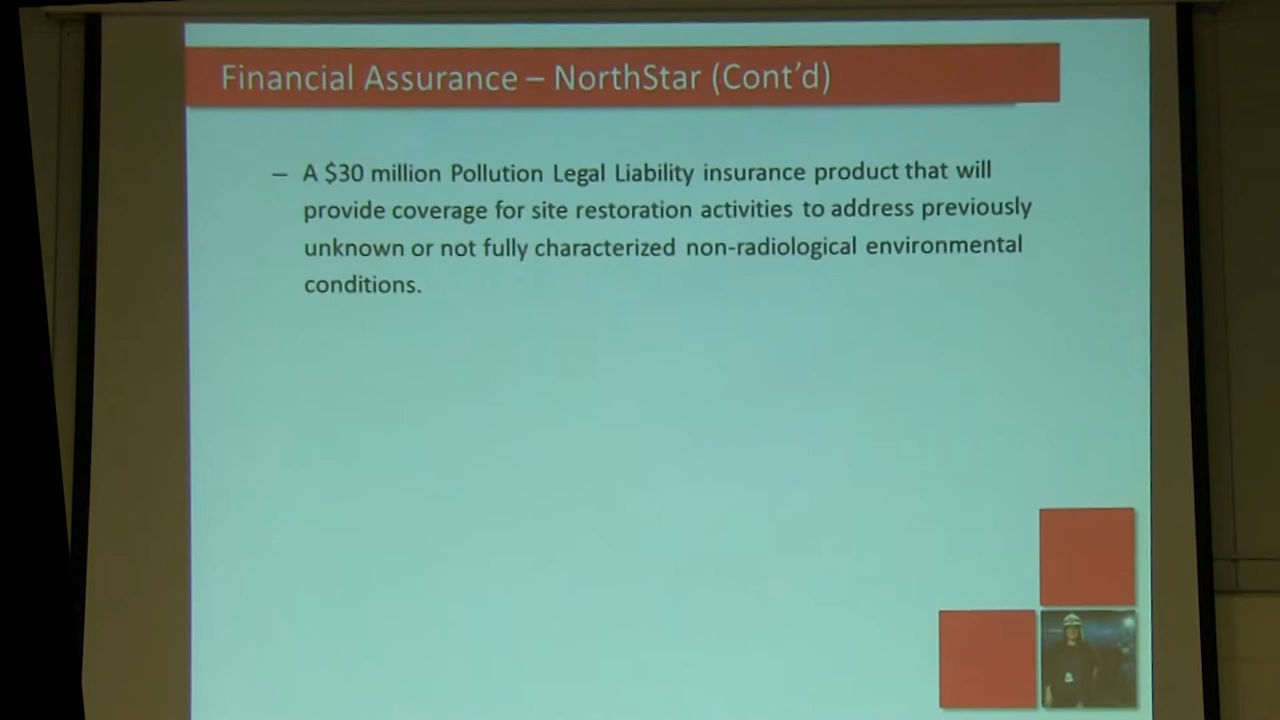 Financial Assurance – NorthStar (Cont’d)
– A $30 million Pollution Legal Liability insurance product that will
provide coverage for site restoration activities to address previously
unknown or not fully characterized non-radiological environmental
conditions.